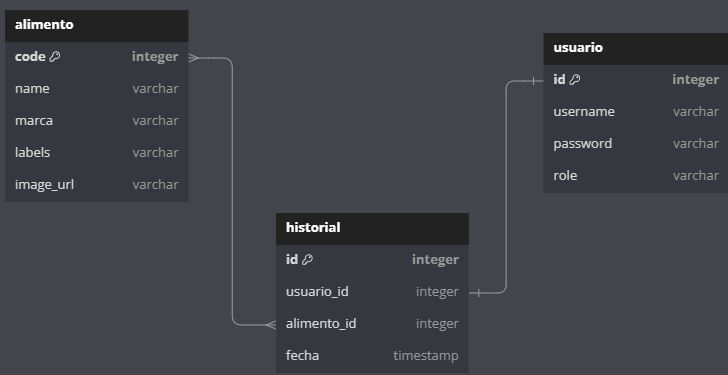 alimento
code integer
name varchar
marca varchar
labels varchar
image_url varchar
usuario
id integer
username varchar
password varchar
role varchar
historial
id integer
usuario_id integer
alimento_id integer
fecha timestamp